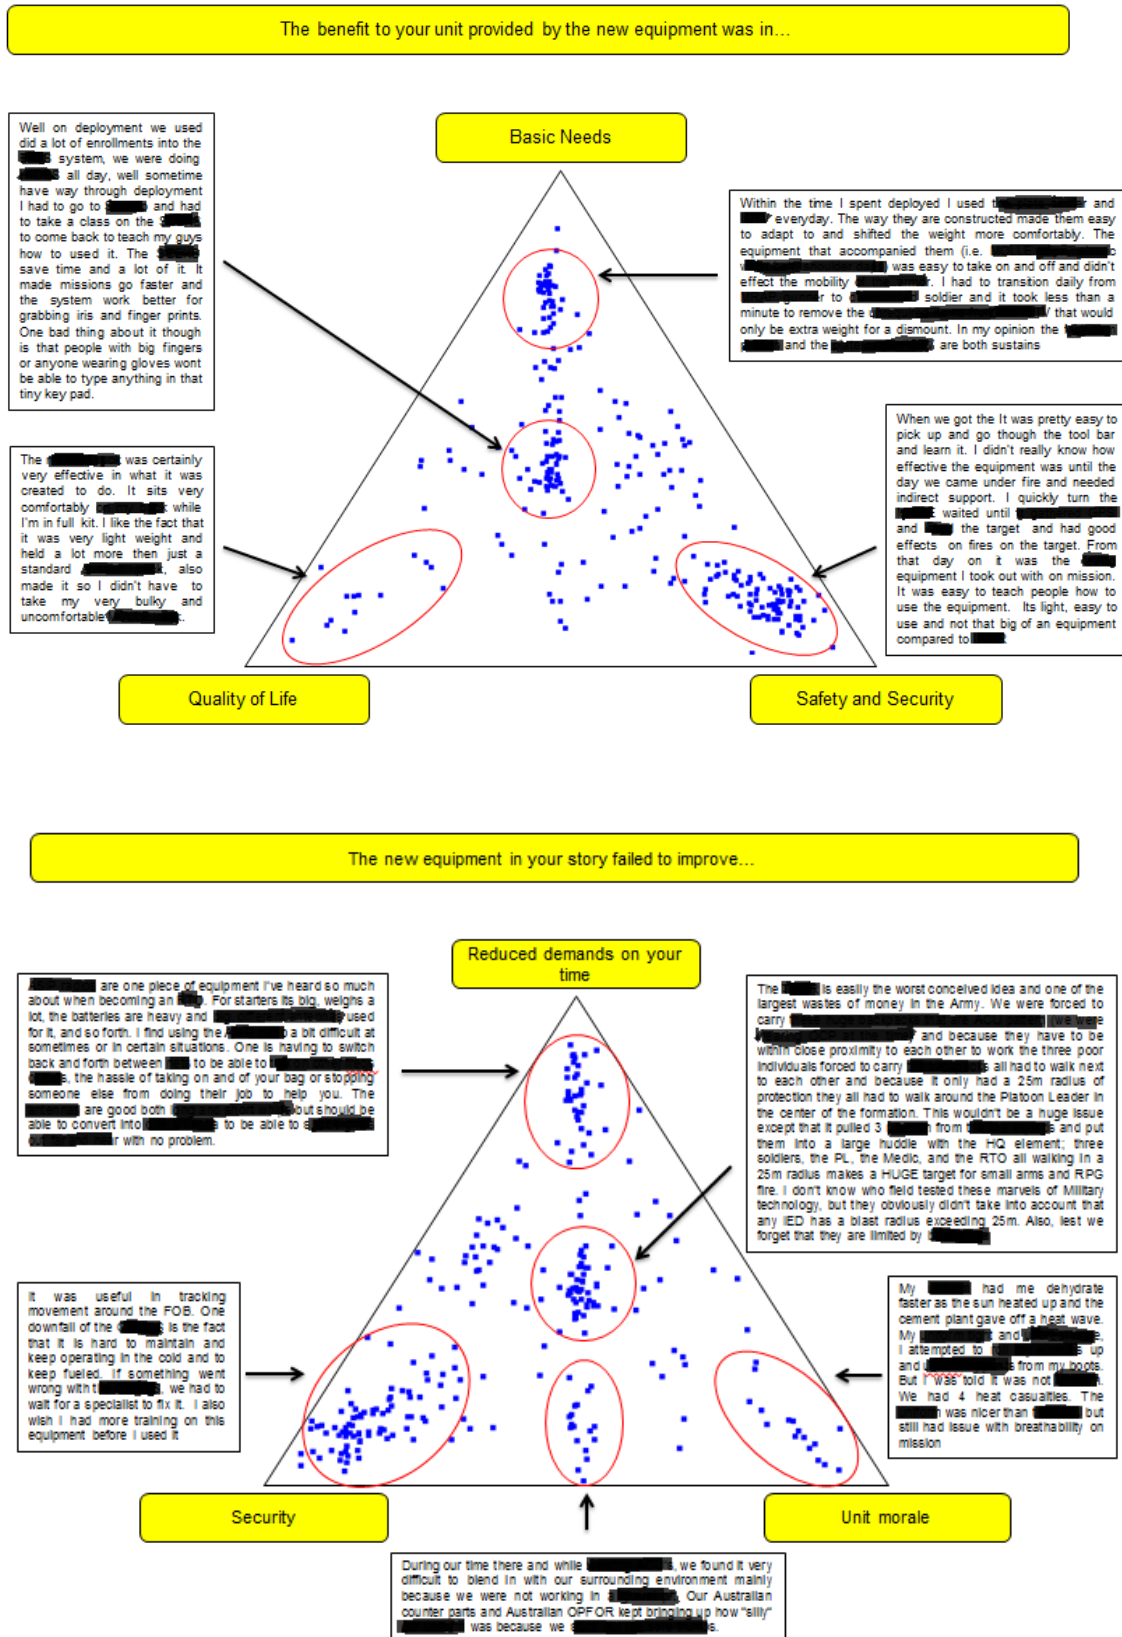 The benefit to your unit provided by the new equipment was in...
Basic Needs
Well on deployment we used
did a lot of enrollments into the
system, we were doing
all day, well sometime
have way through deployment
I had to go to and had
to take a class on the
to come back to teach my guys
how to used it. The
save time and a lot of it. It
made missions go faster and
the system work better for
grabbing iris and finger prints.
One bad thing about it though
is that people with big fingers
or anyone wearing gloves wont
be able to type anything in that
tiny key pad.
Within the time I spent deployed I used and
everyday. The way they are constructed made them easy
to adapt to and shifted the weight more comfortably. The
equipment that accompanied them (i.e.
was easy to take on and off and didn't
effect the mobility I had to transition daily from
to soldier and it took less than a
minute to remove the that would
only be extra weight for a dismount. In my opinion the
and the are both sustains
The was certainly
very effective in what it was
created to do. It sits very
comfortably while
I'm in full kit. I like the fact that
it was very light weight and
held a lot more then just a
standard also
made it so I didn't have to
take my very bulky and
uncomfortable
When we got the It was pretty easy to
pick up and go though the tool bar
and learn it. I didn't really know how
effective the equipment was until the
day we came under fire and needed
indirect support. I quickly turn the
waited until
and the target and had good
effects on fires on the target. From
that day on it was the
equipment I took out with on mission.
It was easy to teach people how to
use the equipment. Its light, easy to
use and not that big of an equipment
compared to
Quality of Life
Safety and Security
The new equipment in your story failed to improve...
Reduced demands on your
time
are one piece of equipment I've heard so much
about when becoming an For starters its big, weighs a
lot, the batteries are heavy and used
for it, and so forth. I find using the a bit difficult at
sometimes or in certain situations. One is having to switch
back and forth between to be able to
the hassle of taking on and of your bag or stopping
someone else from doing their job to help you. The
are good both but should be
able to convert into to be able to
with no problem.
The is easily the worst conceived idea and one of the
largest wastes of money in the Army. We were forced to
carry (we were
and because they have to be
within close proximity to each other to work the three poor
individuals forced to carry all had to walk next
to each other and because it only had a 25m radius of
protection they all had to walk around the Platoon Leader in
the center of the formation. This wouldn't be a huge issue
except that it pulled 3 from and put
them into a large huddle with the HQ element; three
soldiers, the PL, the Medic, and the RTO all walking in a
25m radius makes a HUGE target for small arms and RPG
fire. I don't know who field tested these marvels of Military
technology, but they obviously didn't take into account that
any IED has a blast radius exceeding 25m. Also, lest we
forget that they are limited by
It was useful in tracking
movement around the FOB. One
downfall of the is the fact
that it is hard to maintain and
keep operating in the cold and to
keep fueled. If something went
wrong with we had to
wait for a specialist to fix it. I also
wish I had more training on this
equipment before I used it
My had me dehydrate
faster as the sun heated up and the
cement plant gave off a heat wave.
My and
I attempted to up
and from my boots.
But I was told it was not
We had 4 heat casualties. The
was nicer than but
still had issue with breathability on
mission
Security
Unit morale
During our time there and while we found it very
difficult to blend in with our surrounding environment mainly
because we were not working in Our Australian
counter parts and Australian OPFOR kept bringing up how "silly"
was because we